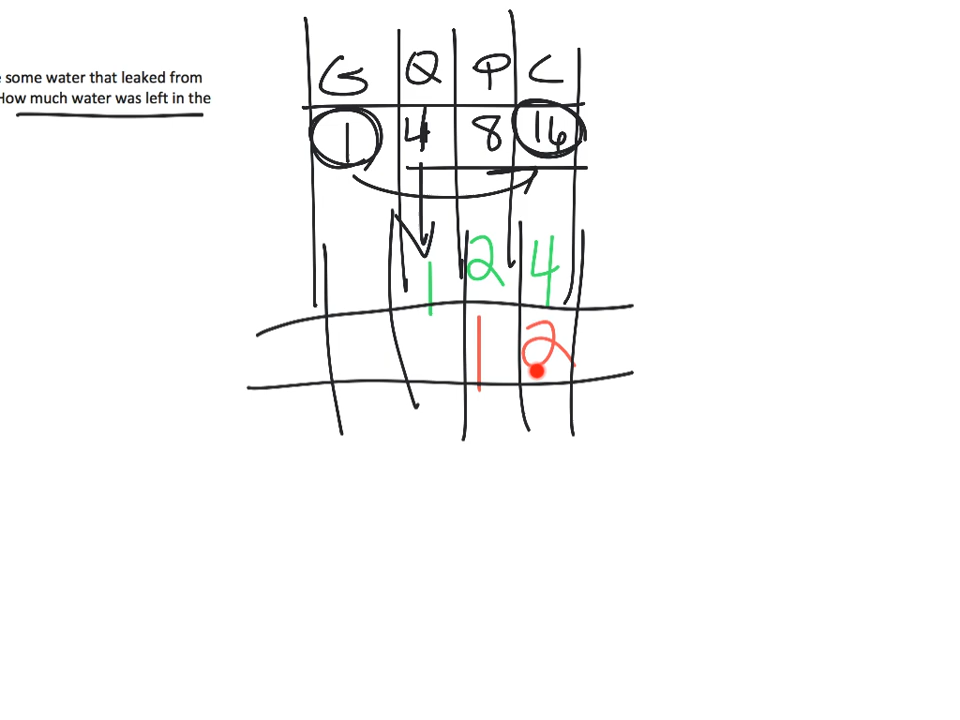 some water that leaked from
How much water was left in the
G Q P C
1 4 8 16
1 2 4
1 2